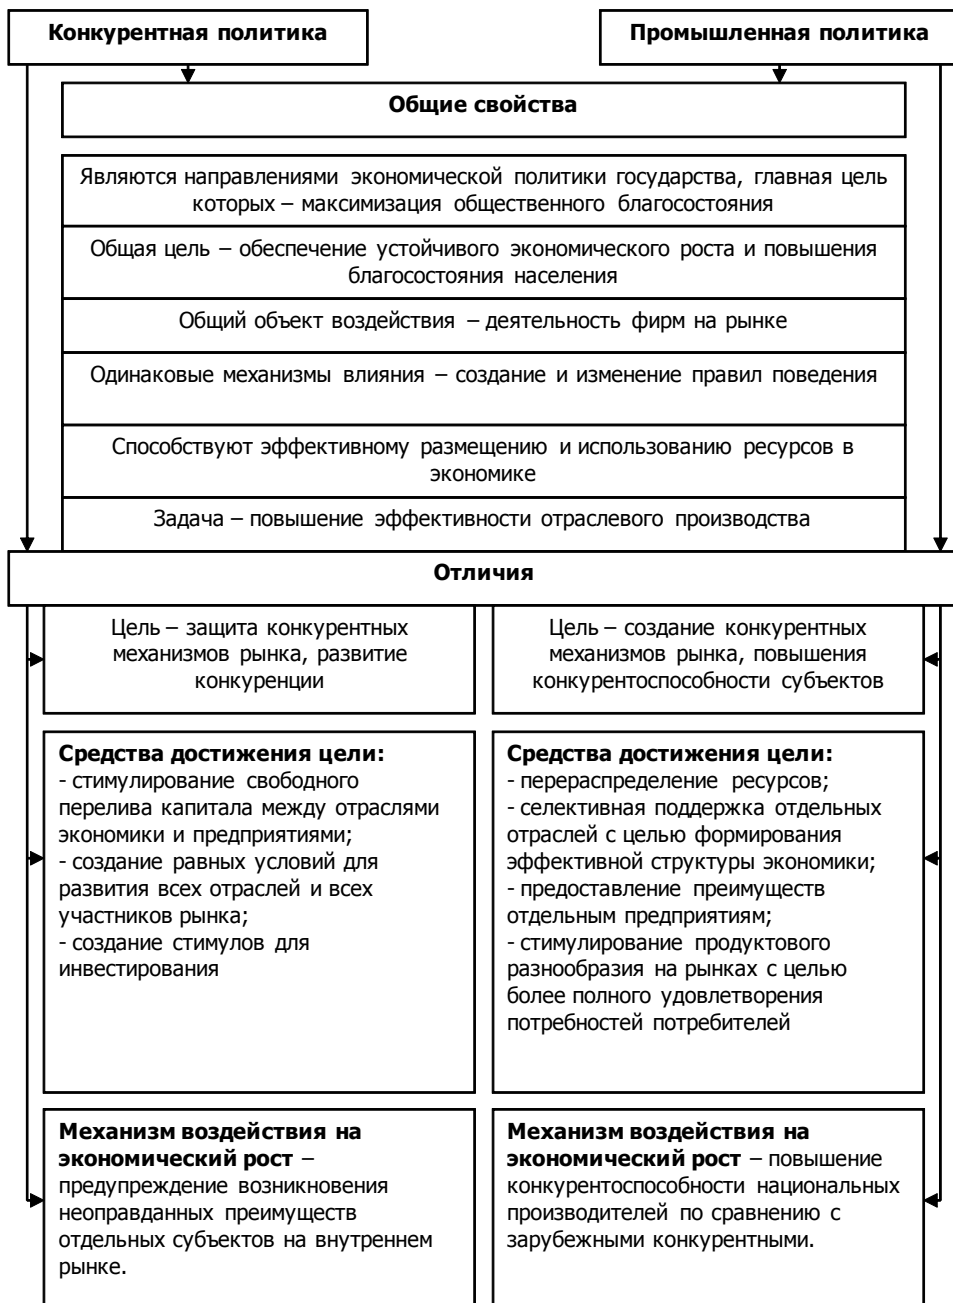 Конкурентная политика
Промышленная политика
Общие свойства
Являются направлениями экономической политики государства, главная цель
которых – максимизация общественного благосостояния
Общая цель – обеспечение устойчивого экономического роста и повышения
благосостояния населения
Общий объект воздействия – деятельность фирм на рынке
Одинаковые механизмы влияния – создание и изменение правил поведения
Способствуют эффективному размещению и использованию ресурсов в
экономике
Задача – повышение эффективности отраслевого производства
Отличия
Цель – защита конкурентных
механизмов рынка, развитие
конкуренции
Цель – создание конкурентных
механизмов рынка, повышения
конкурентоспособности субъектов
Средства достижения цели:
- стимулирование свободного
перелива капитала между отраслями
экономики и предприятиями;
- создание равных условий для
развития всех отраслей и всех
участников рынка;
- создание стимулов для
инвестирования
Средства достижения цели:
- перераспределение ресурсов;
- селективная поддержка отдельных
отраслей с целью формирования
эффективной структуры экономики;
- предоставление преимуществ
отдельным предприятиям;
- стимулирование продуктового
разнообразия на рынках с целью
более полного удовлетворения
потребностей потребителей
Механизм воздействия на
экономический рост –
предупреждение возникновения
неоправданных преимуществ
отдельных субъектов на внутреннем
рынке.
Механизм воздействия на
экономический рост – повышение
конкурентоспособности национальных
производителей по сравнению с
зарубежными конкурентными.